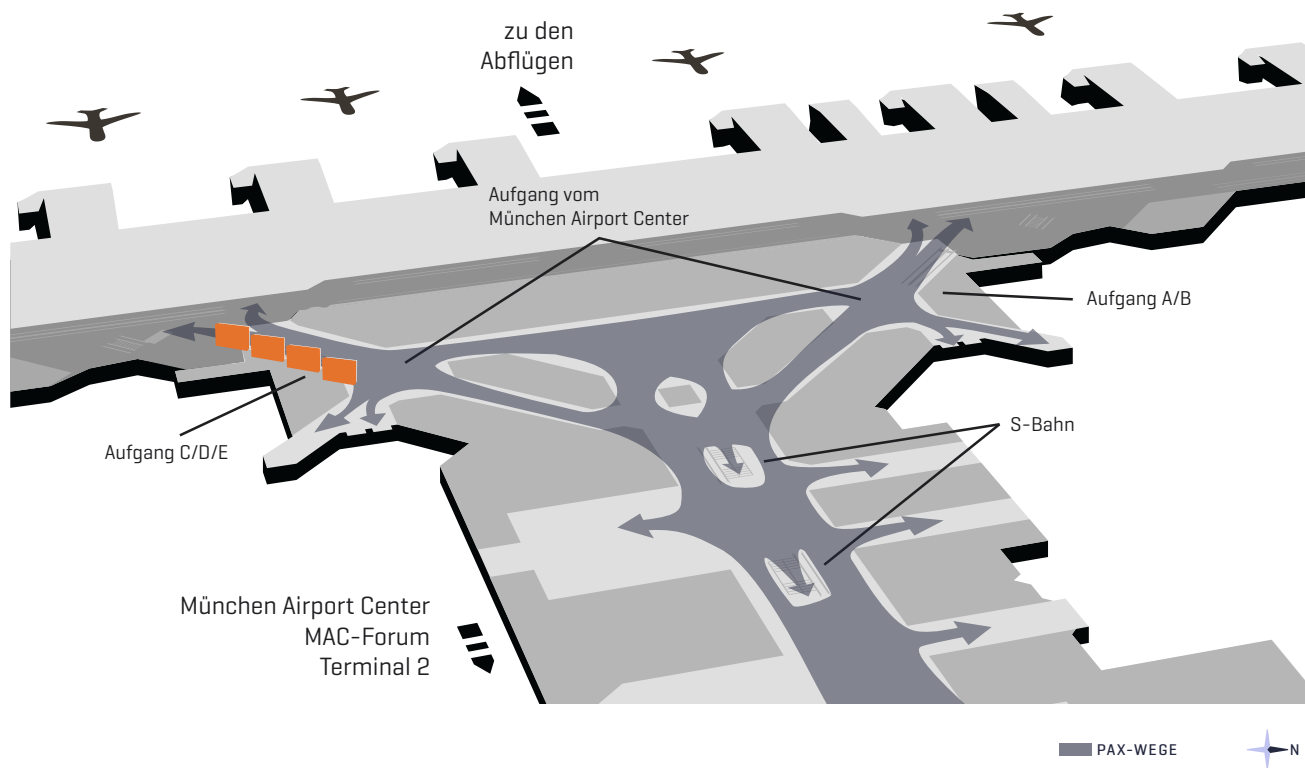 zu den
Abflügen
Aufgang vom
München Airport Center
Aufgang A/B
S-Bahn
Aufgang C/D/E
München Airport Center
MAC-Forum
Terminal 2
PAX-WEGE
N